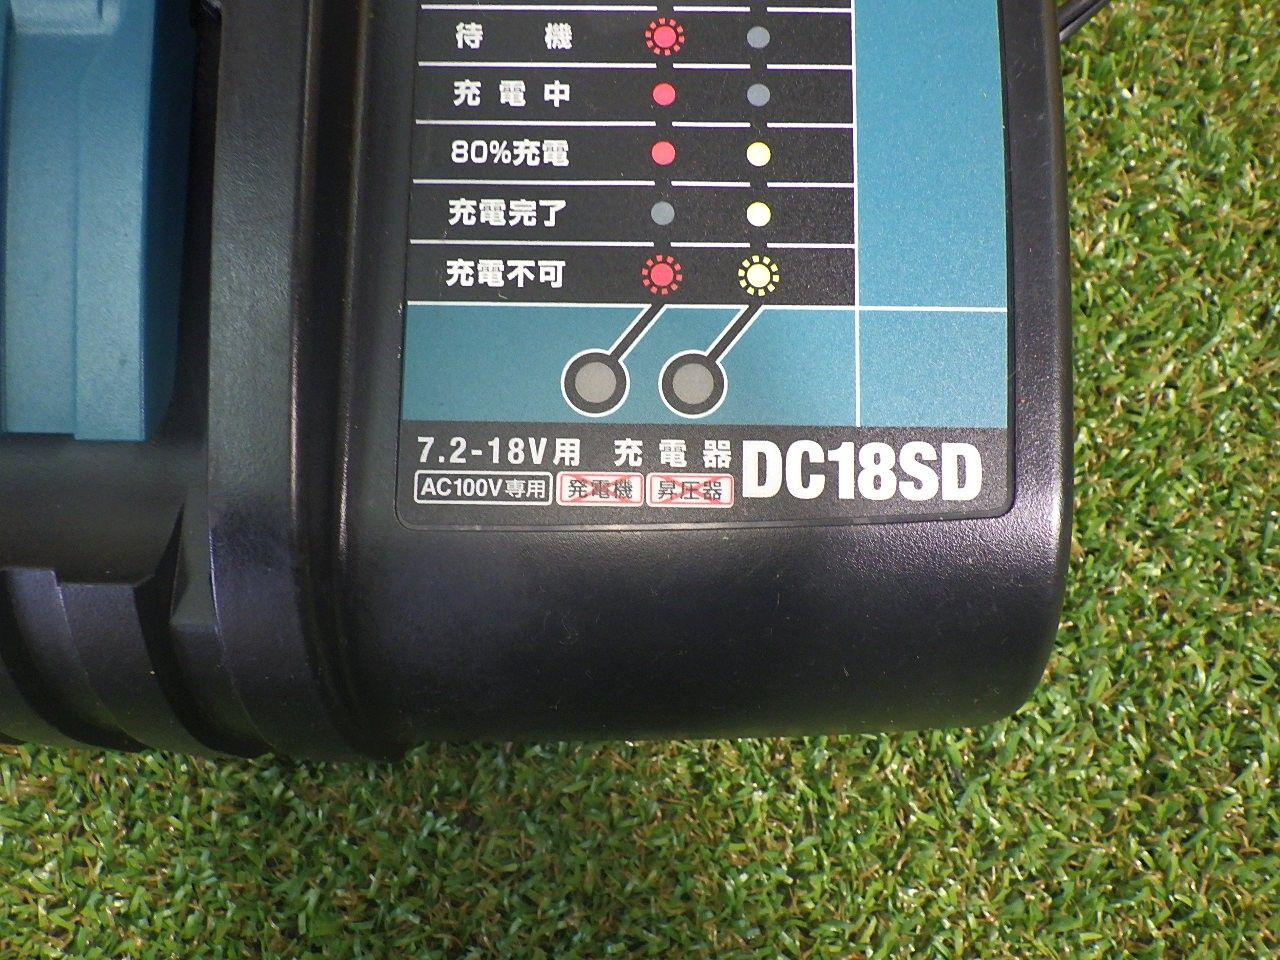 待機
充電中
80%充電
充電完了
充電不可
7.2-18V用 充電器 DC18SD
AC100V専用 発電機 昇圧器